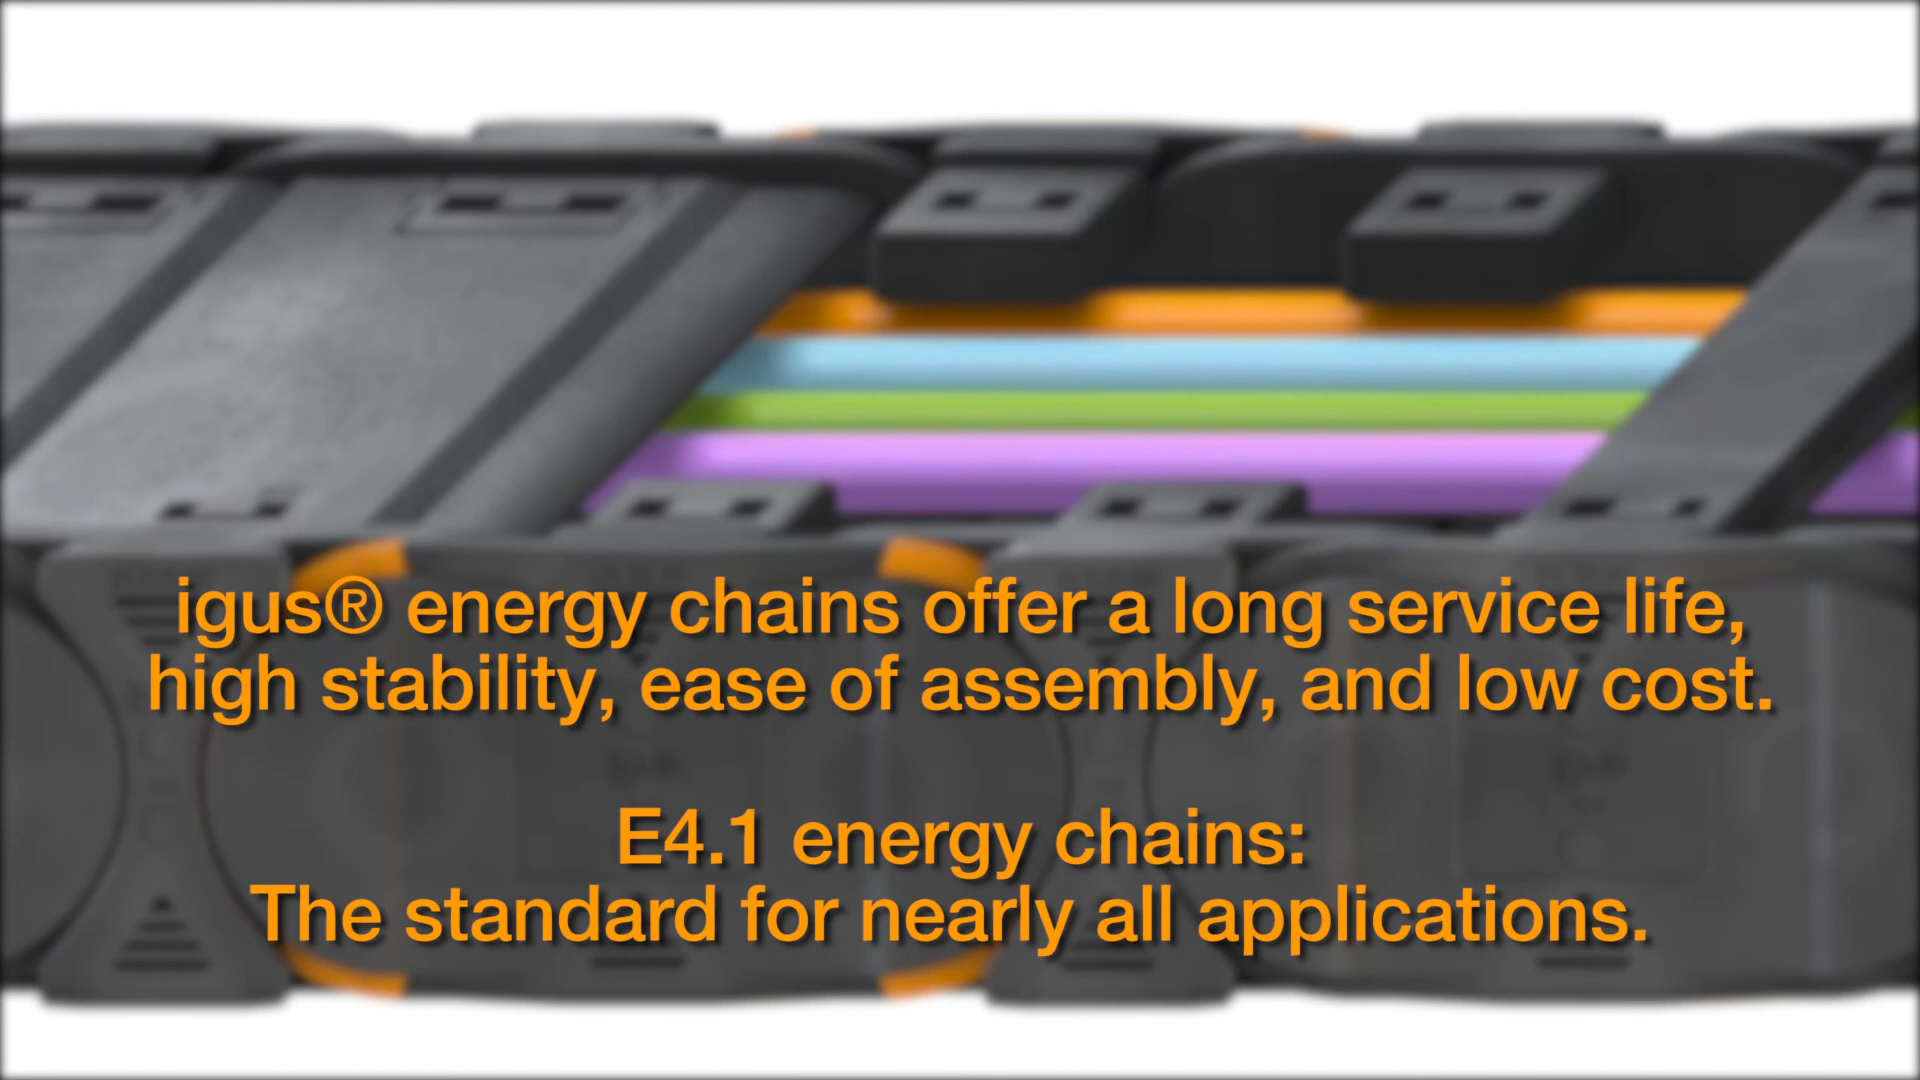 igus® energy chains offer a long service life,
high stability, ease of assembly, and low cost.
E4.1 energy chains:
The standard for nearly all applications.